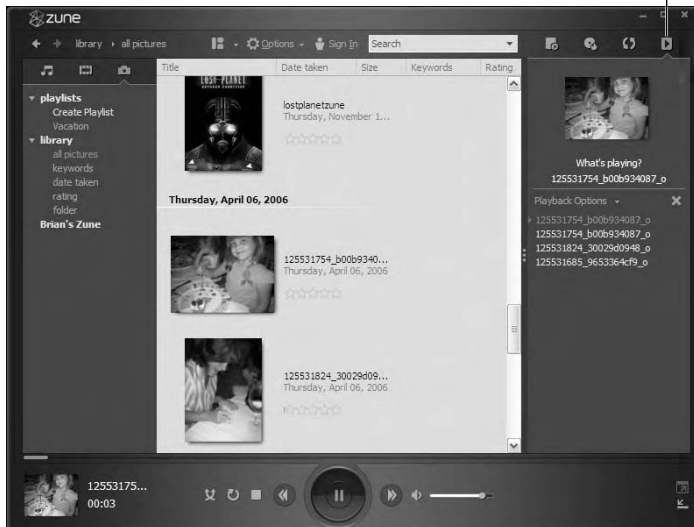 zune
library ▸ all pictures
Options
Sign In
Search
Title
Date taken
Size
Keywords
Rating
playlists
Create Playlist
Vacation
library
all pictures
keywords
date taken
rating
folder
Brian's Zune
LOST PLANET
lostplanetzune
Thursday, November 1...
Thursday, April 06, 2006
125531754_b00b9340...
Thursday, April 06, 2006
125531824_30029d09...
Thursday, April 06, 2006
What's playing?
125531754_b00b934087_o
Playback Options
125531754_b00b934087_o
125531754_b00b934087_o
125531824_30029d0948_o
125531685_9653364cf9_o
12553175...
00:03